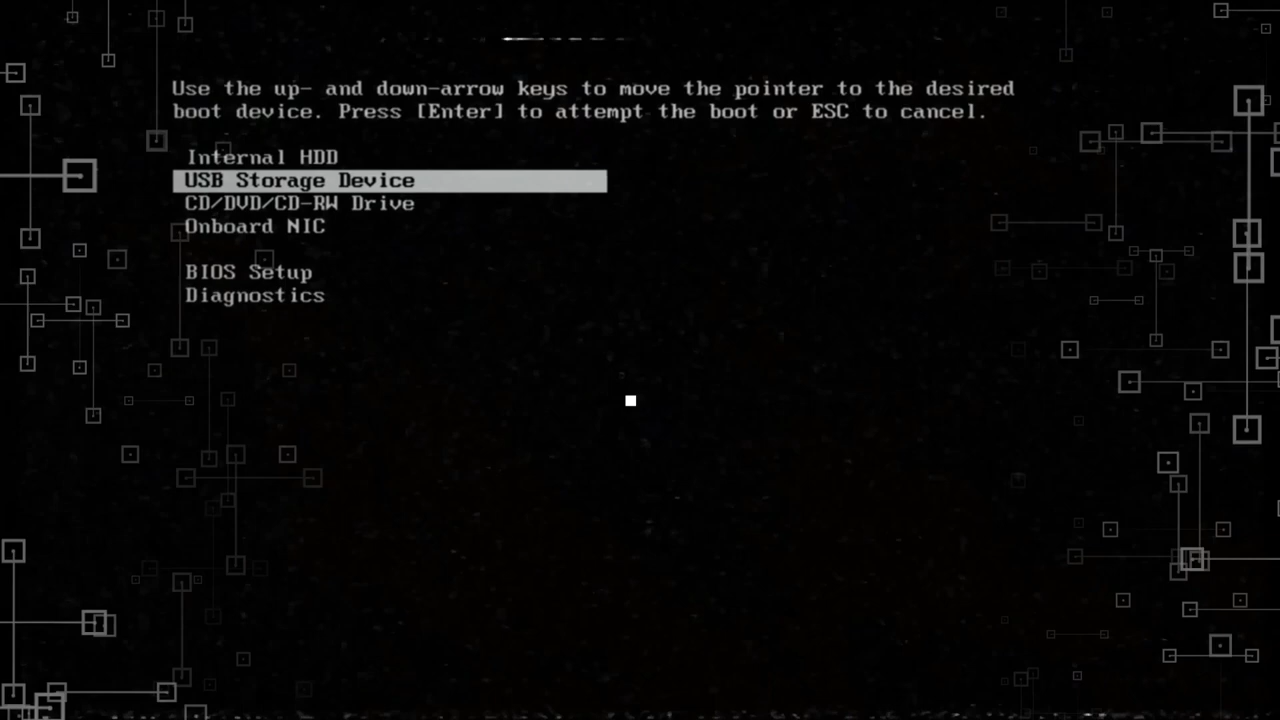 Use the up- and down-arrow keys to move the pointer to the desired
boot device. Press [Enter] to attempt the boot or ESC to cancel.
Internal HDD
USB Storage Device
CD/DVD/CD-RW Drive
Onboard NIC
BIOS Setup
Diagnostics